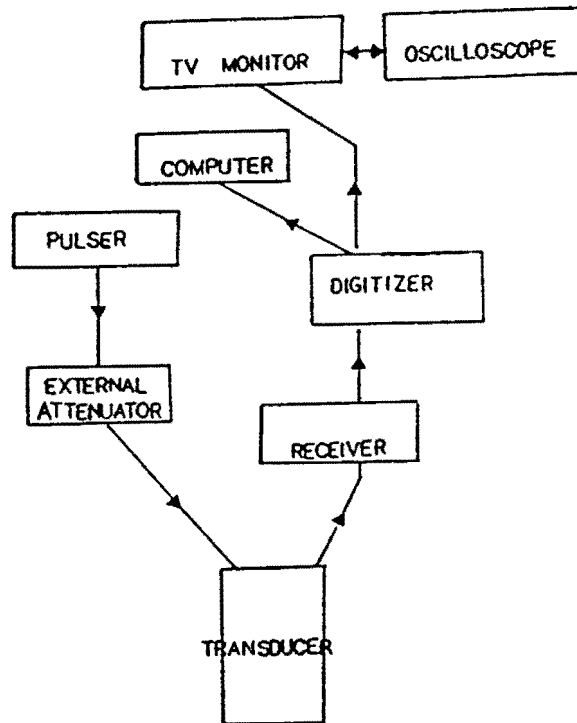 TV MONITOR
OSCILLOSCOPE
COMPUTER
PULSER
DIGITIZER
EXTERNAL
ATTENUATOR
RECEIVER
TRANSDUCER